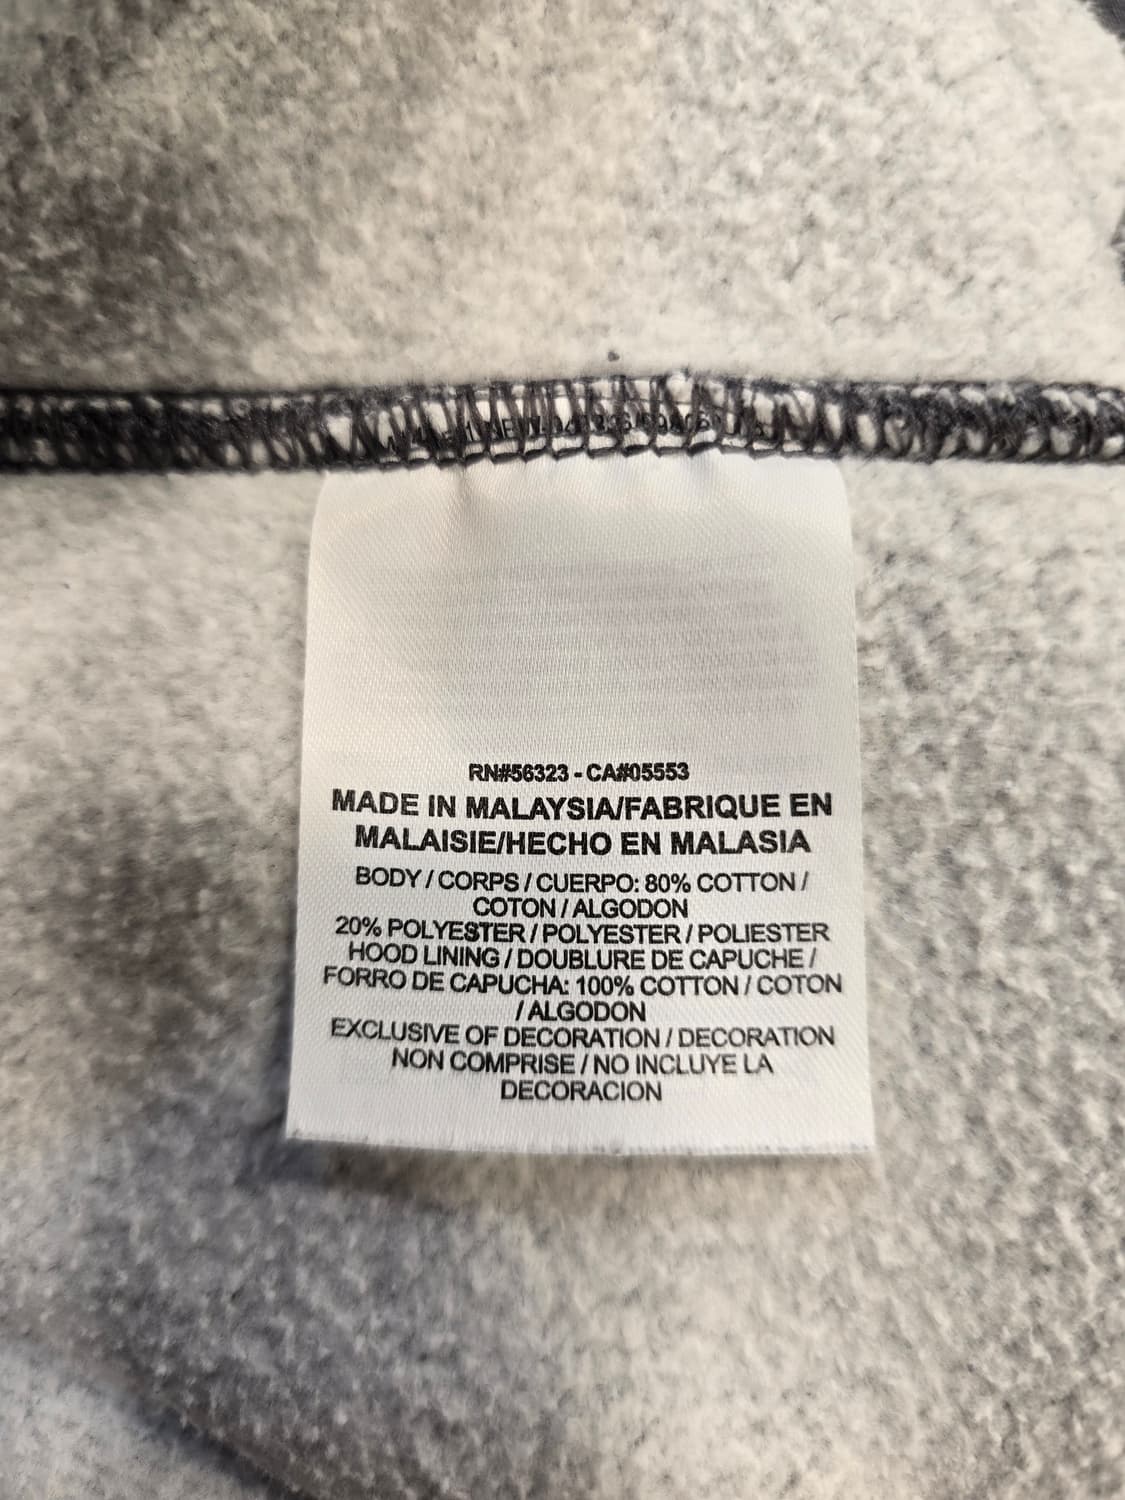 RN#56323 - CA#05553
MADE IN MALAYSIA/FABRIQUE EN
MALAISIE/HECHO EN MALASIA
BODY / CORPS / CUERPO: 80% COTTON /
COTON / ALGODON
20% POLYESTER / POLYESTER / POLIESTER
HOOD LINING / DOUBLURE DE CAPUCHE /
FORRO DE CAPUCHA: 100% COTTON / COTON
/ ALGODON
EXCLUSIVE OF DECORATION / DECORATION
NON COMPRISE / NO INCLUYE LA
DECORACION